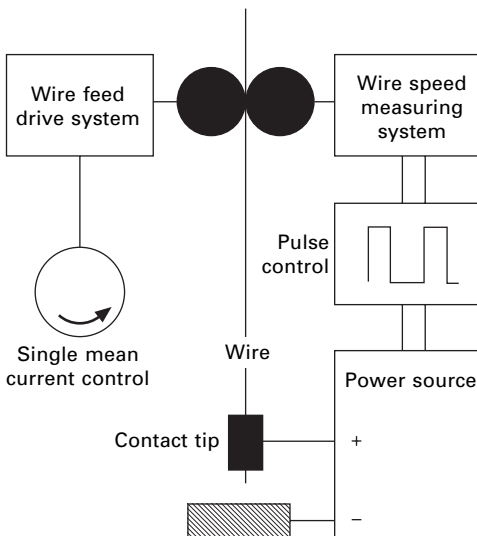 Wire feed
drive system
Wire speed
measuring
system
Pulse
control
Single mean
current control
Wire
Power source
Contact tip
+
−